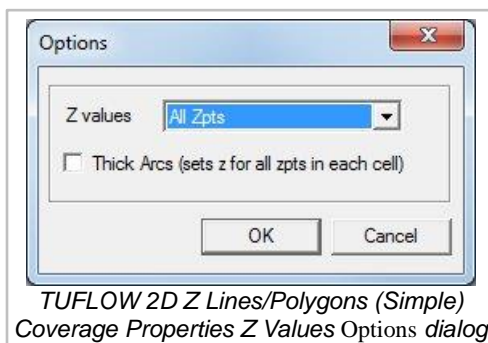 Options
Z values All Zpts
Thick Arcs (sets z for all zpts in each cell)
OK Cancel
TUFLOW 2D Z Lines/Polygons (Simple)
Coverage Properties Z Values Options dialog